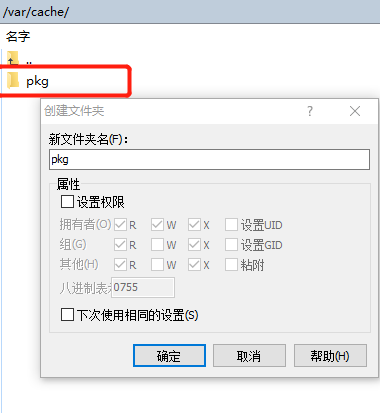 /var/cache/
名字
..
pkg
创建文件夹 ? ×
新文件夹名(F):
pkg
属性
设置权限
拥有者(O) R W X 设置UID
组(G) R W X 设置GID
其他(H) R W X 粘附
八进制表: 0755
下次使用相同的设置(S)
确定 取消 帮助(H)